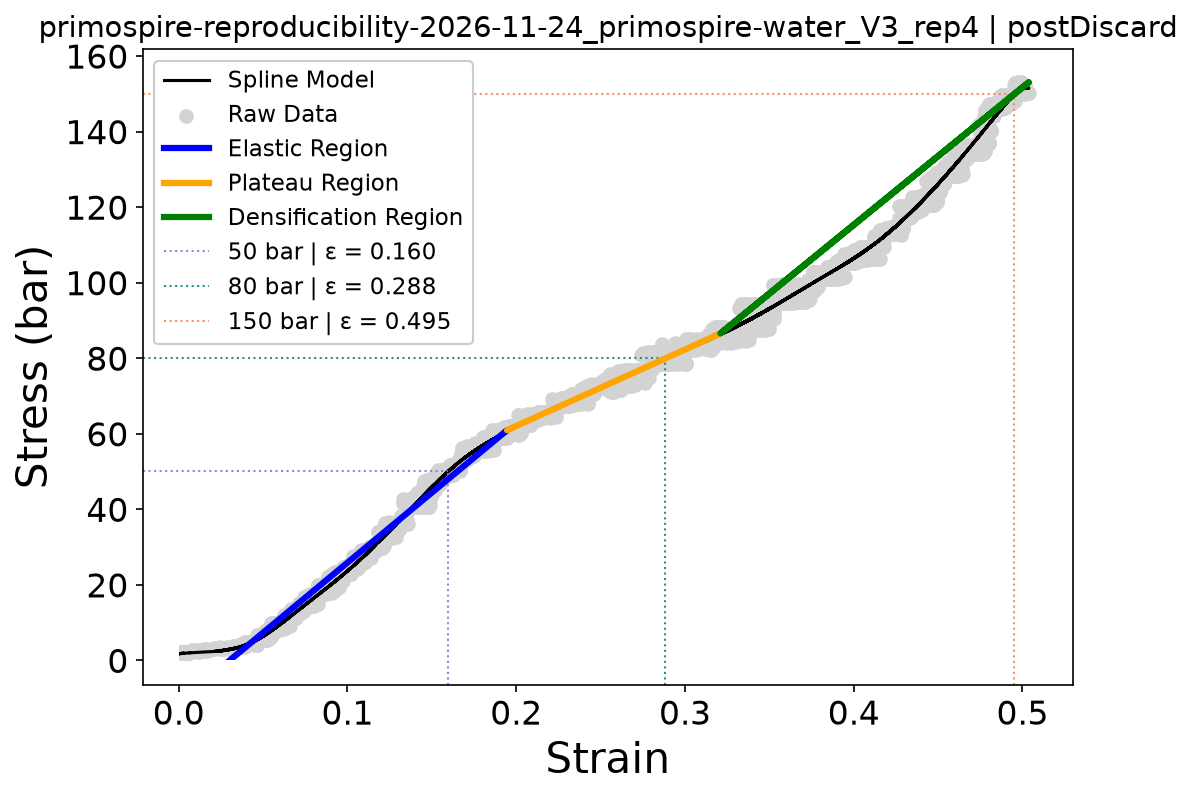 primospire-reproducibility-2026-11-24_primospire-water_V3_rep4 | postDiscard
Spline Model
Raw Data
Elastic Region
Plateau Region
Densification Region
50 bar | ε = 0.160
80 bar | ε = 0.288
150 bar | ε = 0.495
Stress (bar)
160
140
120
100
80
60
40
20
0
0.0 0.1 0.2 0.3 0.4 0.5
Strain